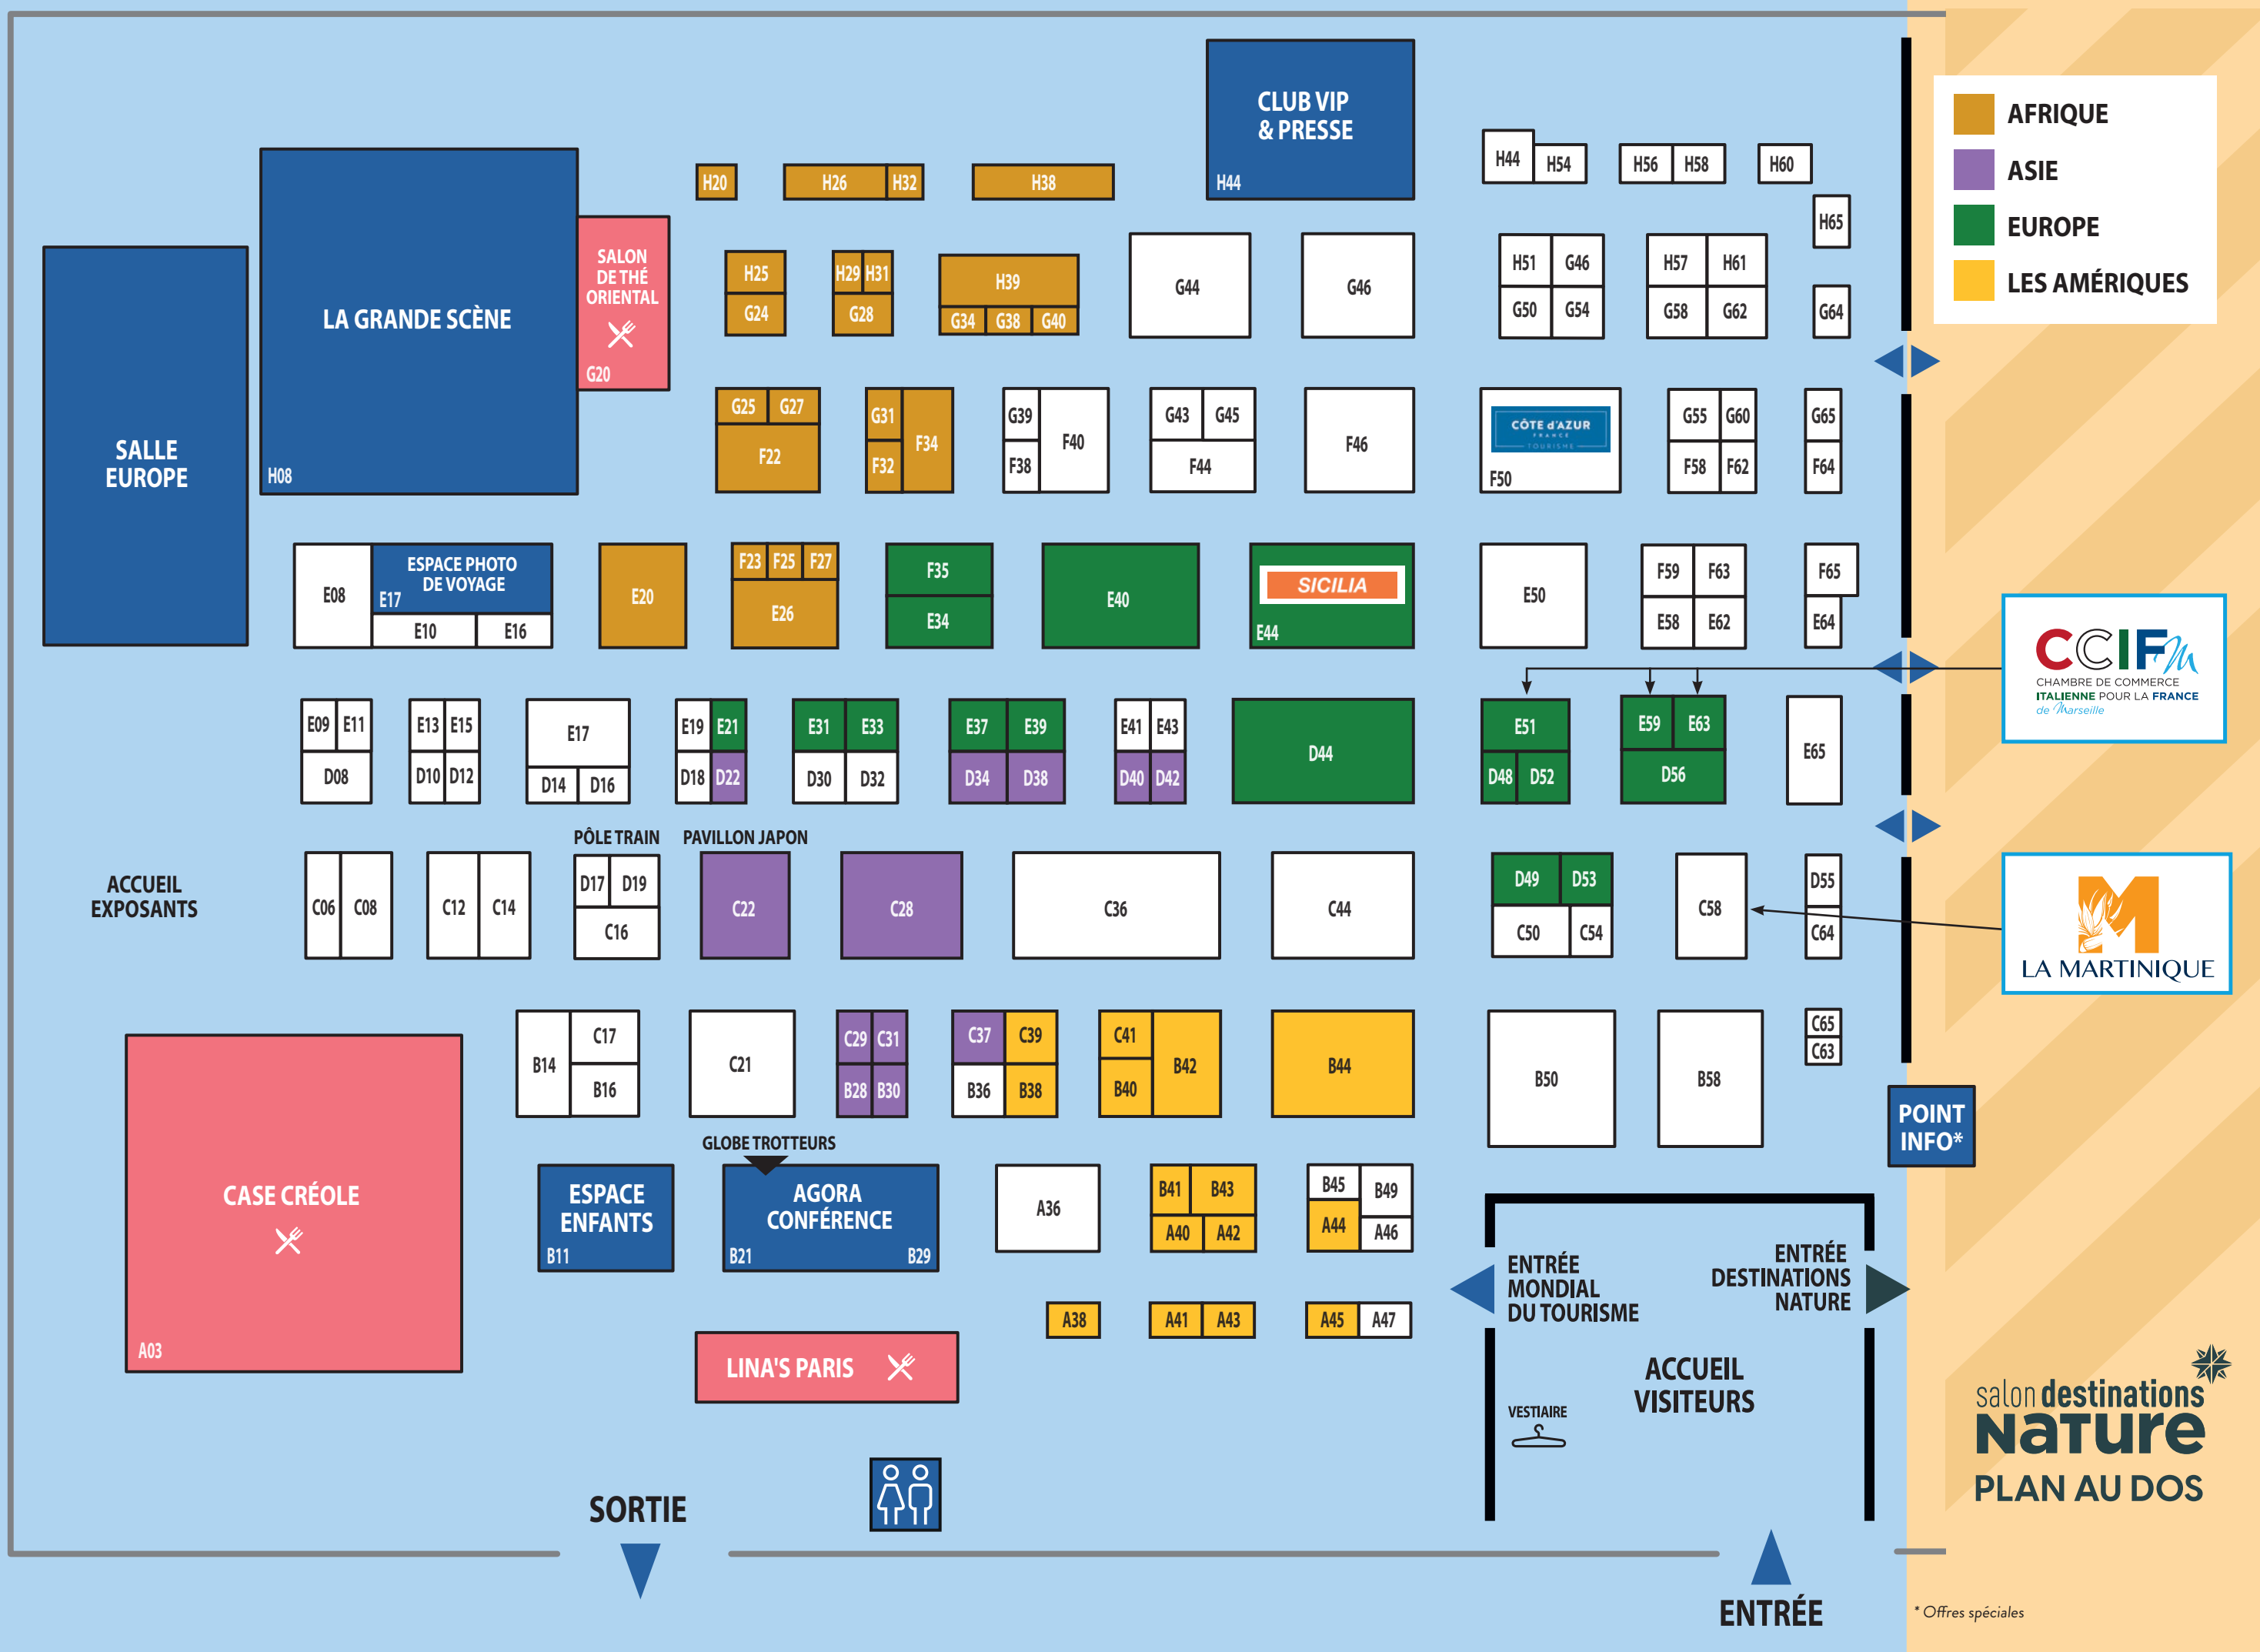 CLUB VIP
& PRESSE
H44
AFRIQUE
ASIE
EUROPE
LES AMÉRIQUES
H20
H26
H32
H38
H44
H54
H56
H58
H60
H65
LA GRANDE SCÈNE
H08
SALON
DE THÉ
ORIENTAL
G20
SALLE
EUROPE
H25
G24
H29
H31
G28
H39
G34
G38
G40
G44
G46
H51
G46
G50
G54
H57
H61
G58
G62
G64
G25
G27
F22
G31
F32
F34
G39
F38
F40
G43
G45
F44
F46
CÔTE d'AZUR
FRANCE
TOURISME
F50
G55
G60
F58
F62
G65
F64
E08
ESPACE PHOTO
DE VOYAGE
E17
E10
E16
E20
F23
F25
F27
E26
F35
E34
E40
SICILIA
E44
E50
F59
F63
E58
E62
F65
E64
CCIFM
CHAMBRE DE COMMERCE
ITALIENNE POUR LA FRANCE
de Marseille
E09
E11
D08
E13
E15
D10
D12
E17
D14
D16
E19
E21
D18
D22
E31
E33
D30
D32
E37
E39
D34
D38
E41
E43
D40
D42
D44
E51
D48
D52
E59
E63
D56
E65
ACCUEIL
EXPOSANTS
C06
C08
C12
C14
PÔLE TRAIN
D17
D19
C16
PAVILLON JAPON
C22
C28
C36
C44
D49
D53
C50
C54
C58
D55
C64
M
LA MARTINIQUE
B14
C17
B16
C21
C29
C31
B28
B30
C37
C39
B36
B38
C41
B40
B42
B44
B50
B58
C65
C63
POINT
INFO*
CASE CRÉOLE
A03
ESPACE
ENFANTS
B11
GLOBE TROTTEURS
AGORA
CONFÉRENCE
B21
B29
A36
B41
B43
A40
A42
B45
B49
A44
A46
A38
A41
A43
A45
A47
LINA'S PARIS
ENTRÉE
MONDIAL
DU TOURISME
ENTRÉE
DESTINATIONS
NATURE
ACCUEIL
VISITEURS
VESTIAIRE
salon destinations
Nature
PLAN AU DOS
SORTIE
ENTRÉE
* Offres spéciales